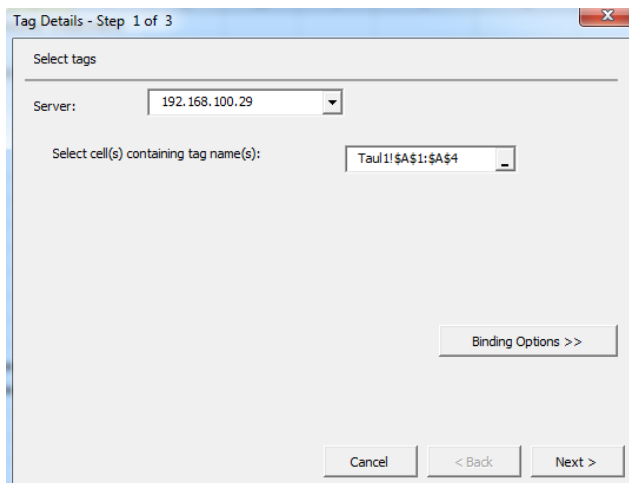 Tag Details - Step 1 of 3
Select tags
Server: 192.168.100.29
Select cell(s) containing tag name(s): Taul1!$A$1:$A$4
Binding Options >>
Cancel < Back Next >